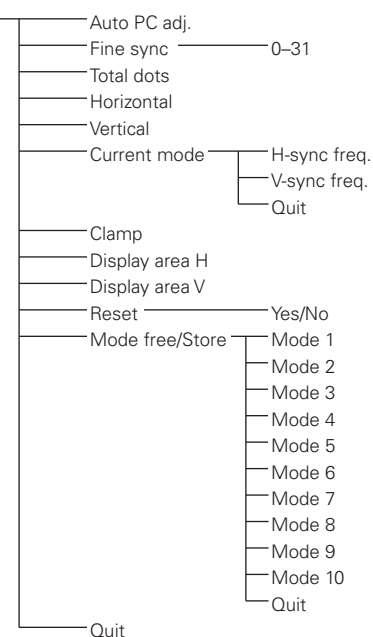 Auto PC adj.
Fine sync 0–31
Total dots
Horizontal
Vertical
Current mode H-sync freq.
V-sync freq.
Quit
Clamp
Display area H
Display area V
Reset Yes/No
Mode free/Store Mode 1
Mode 2
Mode 3
Mode 4
Mode 5
Mode 6
Mode 7
Mode 8
Mode 9
Mode 10
Quit
Quit